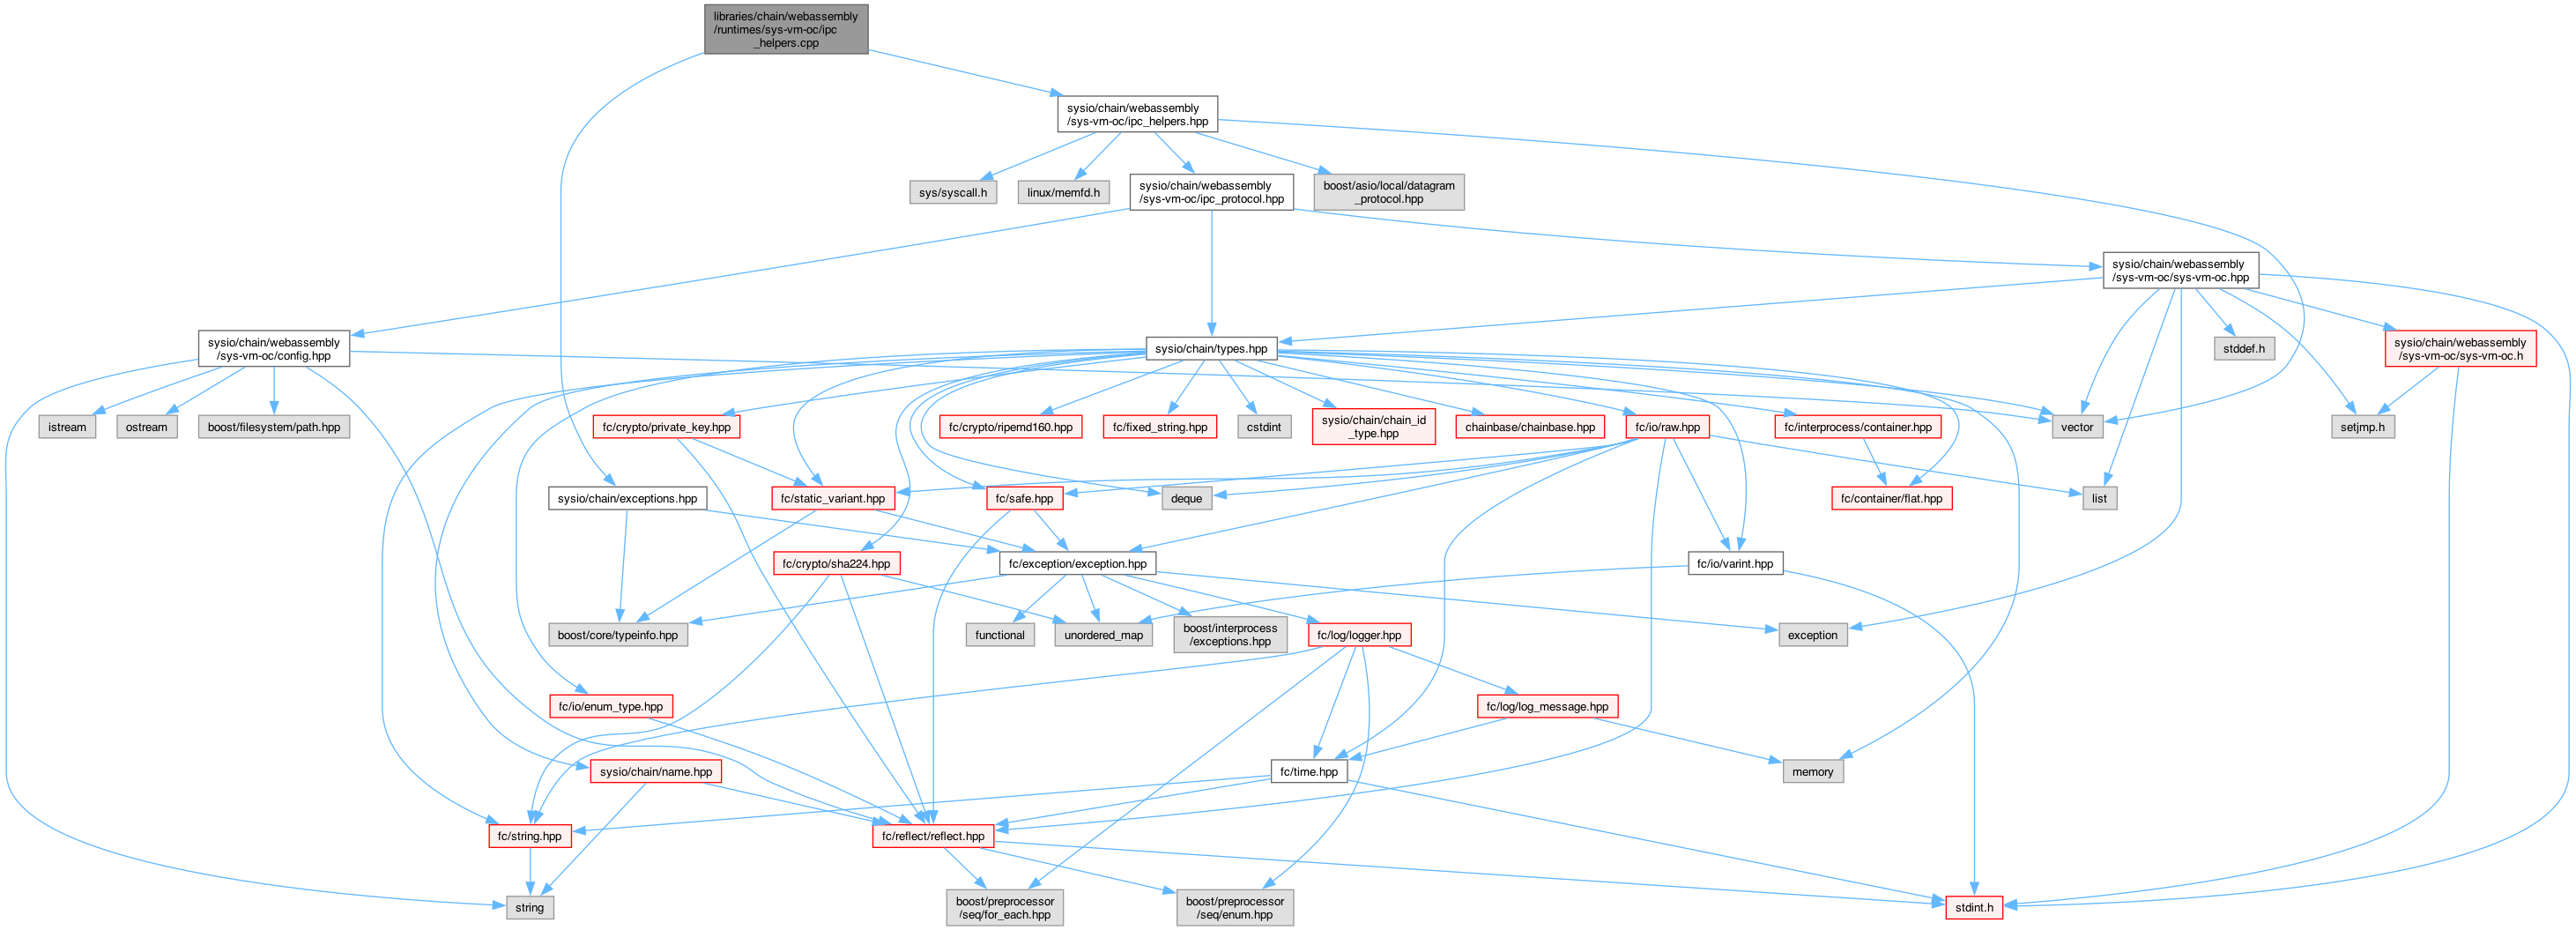 libraries/chain/webassembly
/runtimes/sys-vm-oc/ipc
_helpers.cpp
sysio/chain/webassembly
/sys-vm-oc/ipc_helpers.hpp
sys/syscall.h
linux/memfd.h
sysio/chain/webassembly
/sys-vm-oc/ipc_protocol.hpp
boost/asio/local/datagram
_protocol.hpp
sysio/chain/webassembly
/sys-vm-oc/sys-vm-oc.hpp
sysio/chain/webassembly
/sys-vm-oc/config.hpp
sysio/chain/types.hpp
stddef.h
sysio/chain/webassembly
/sys-vm-oc/sys-vm-oc.h
istream
ostream
boost/filesystem/path.hpp
fc/crypto/private_key.hpp
fc/crypto/ripemd160.hpp
fc/fixed_string.hpp
cstdint
sysio/chain/chain_id
_type.hpp
chainbase/chainbase.hpp
fc/io/raw.hpp
fc/interprocess/container.hpp
vector
setjmp.h
sysio/chain/exceptions.hpp
fc/static_variant.hpp
fc/safe.hpp
deque
fc/container/flat.hpp
list
fc/crypto/sha224.hpp
fc/exception/exception.hpp
fc/io/varint.hpp
boost/core/typeinfo.hpp
functional
unordered_map
boost/interprocess
/exceptions.hpp
fc/log/logger.hpp
exception
fc/io/enum_type.hpp
fc/log/log_message.hpp
sysio/chain/name.hpp
fc/time.hpp
memory
fc/string.hpp
fc/reflect/reflect.hpp
string
boost/preprocessor
/seq/for_each.hpp
boost/preprocessor
/seq/enum.hpp
stdint.h